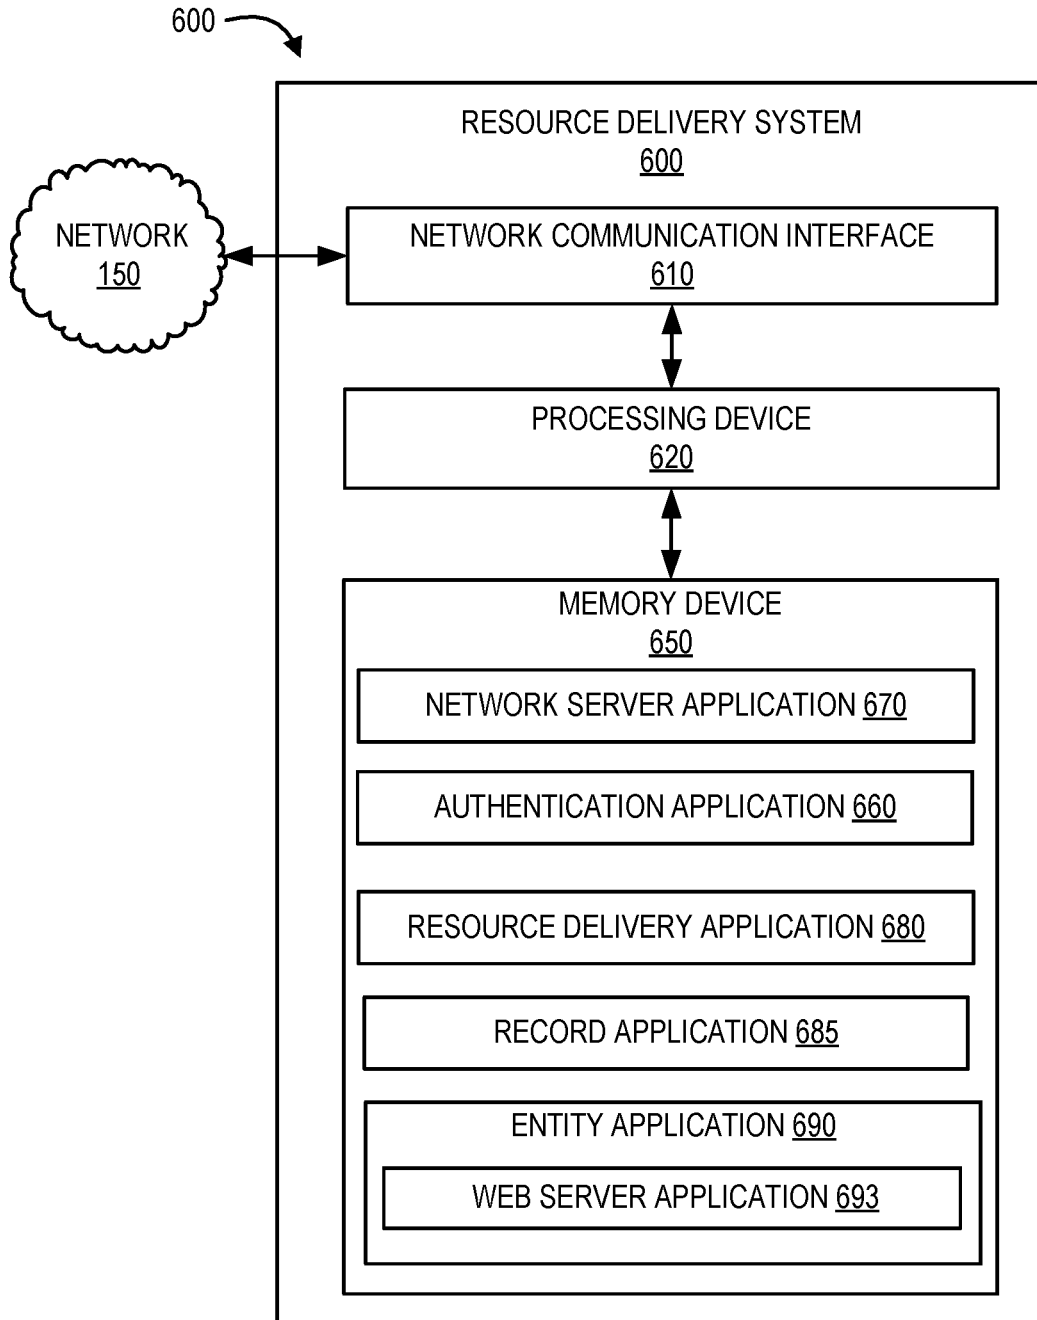 600
RESOURCE DELIVERY SYSTEM
600
NETWORK
150
NETWORK COMMUNICATION INTERFACE
610
PROCESSING DEVICE
620
MEMORY DEVICE
650
NETWORK SERVER APPLICATION 670
AUTHENTICATION APPLICATION 660
RESOURCE DELIVERY APPLICATION 680
RECORD APPLICATION 685
ENTITY APPLICATION 690
WEB SERVER APPLICATION 693